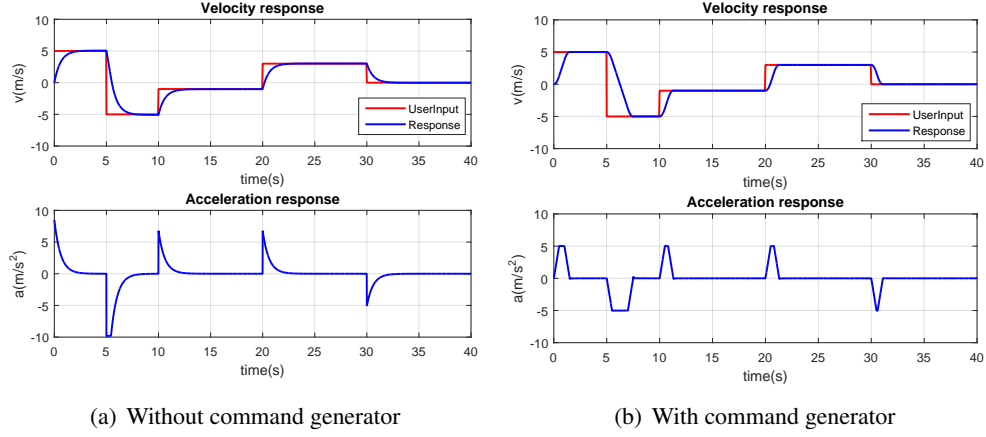 Velocity response
10
5
0
-5
-10
v(m/s)
UserInput
Response
0 5 10 15 20 25 30 35 40
time(s)
Acceleration response
10
5
0
-5
-10
a(m/s²)
0 5 10 15 20 25 30 35 40
time(s)
(a) Without command generator
Velocity response
10
5
0
-5
-10
v(m/s)
UserInput
Response
0 5 10 15 20 25 30 35 40
time(s)
Acceleration response
10
5
0
-5
-10
a(m/s²)
0 5 10 15 20 25 30 35 40
time(s)
(b) With command generator